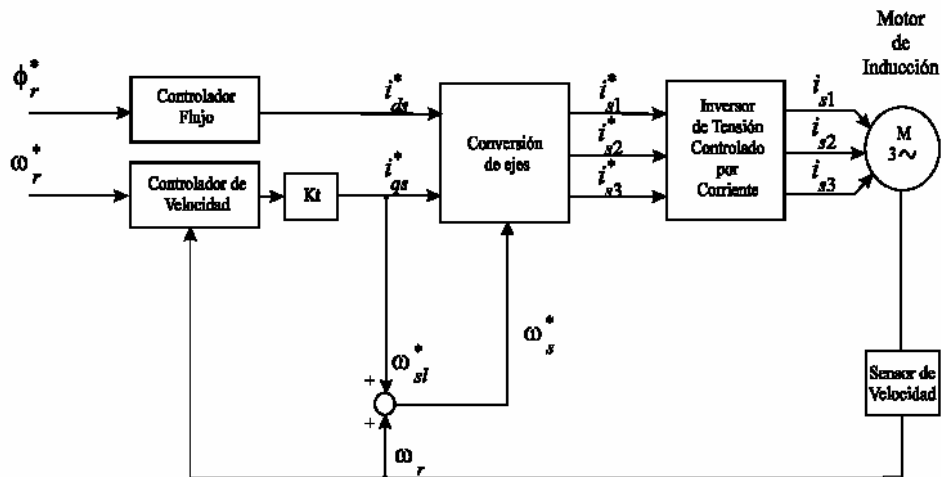 Motor
de
Inducción
ϕ*r
Controlador
Flujo
i*ds
i*s1
Inversor
de Tensión
Controlado
por
Corriente
is1
M
3~
ω*r
Controlador de
Velocidad
Kt
i*qs
Conversión
de ejes
i*s2
i*s3
is2
is3
ω*sl
ω*s
+
+
ωr
Sensor de
Velocidad